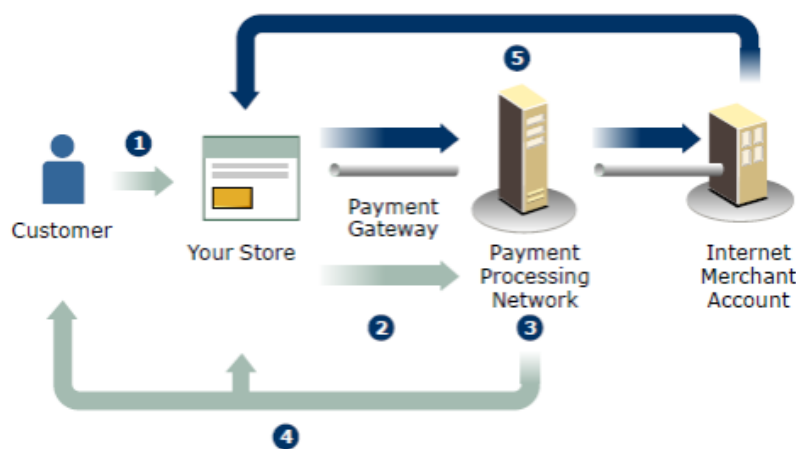 5
1
Customer
Your Store
Payment
Gateway
Payment
Processing
Network
Internet
Merchant
Account
2
3
4